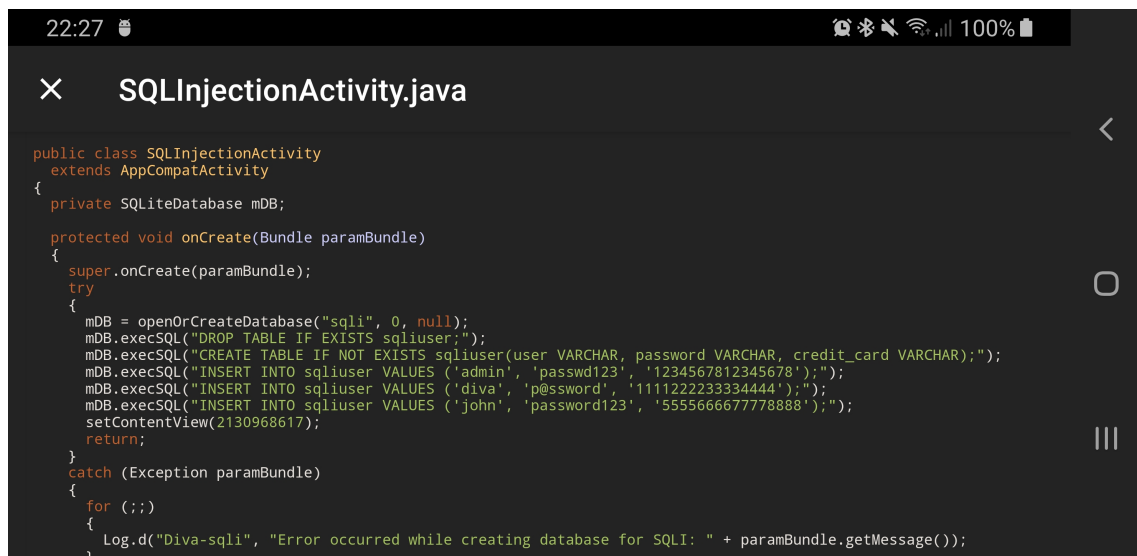 22:27 100%
SQLInjectionActivity.java
public class SQLInjectionActivity
  extends AppCompatActivity
{
  private SQLiteDatabase mDB;

  protected void onCreate(Bundle paramBundle)
  {
    super.onCreate(paramBundle);
    try
    {
      mDB = openOrCreateDatabase("sqli", 0, null);
      mDB.execSQL("DROP TABLE IF EXISTS sqliuser;");
      mDB.execSQL("CREATE TABLE IF NOT EXISTS sqliuser(user VARCHAR, password VARCHAR, credit_card VARCHAR);");
      mDB.execSQL("INSERT INTO sqliuser VALUES ('admin', 'passwd123', '1234567812345678');");
      mDB.execSQL("INSERT INTO sqliuser VALUES ('diva', 'p@ssword', '1111222233334444');");
      mDB.execSQL("INSERT INTO sqliuser VALUES ('john', 'password123', '5555666677778888');");
      setContentView(2130968617);
      return;
    }
    catch (Exception paramBundle)
    {
      for (;;)
      {
        Log.d("Diva-sqli", "Error occurred while creating database for SQLI: " + paramBundle.getMessage());
      }